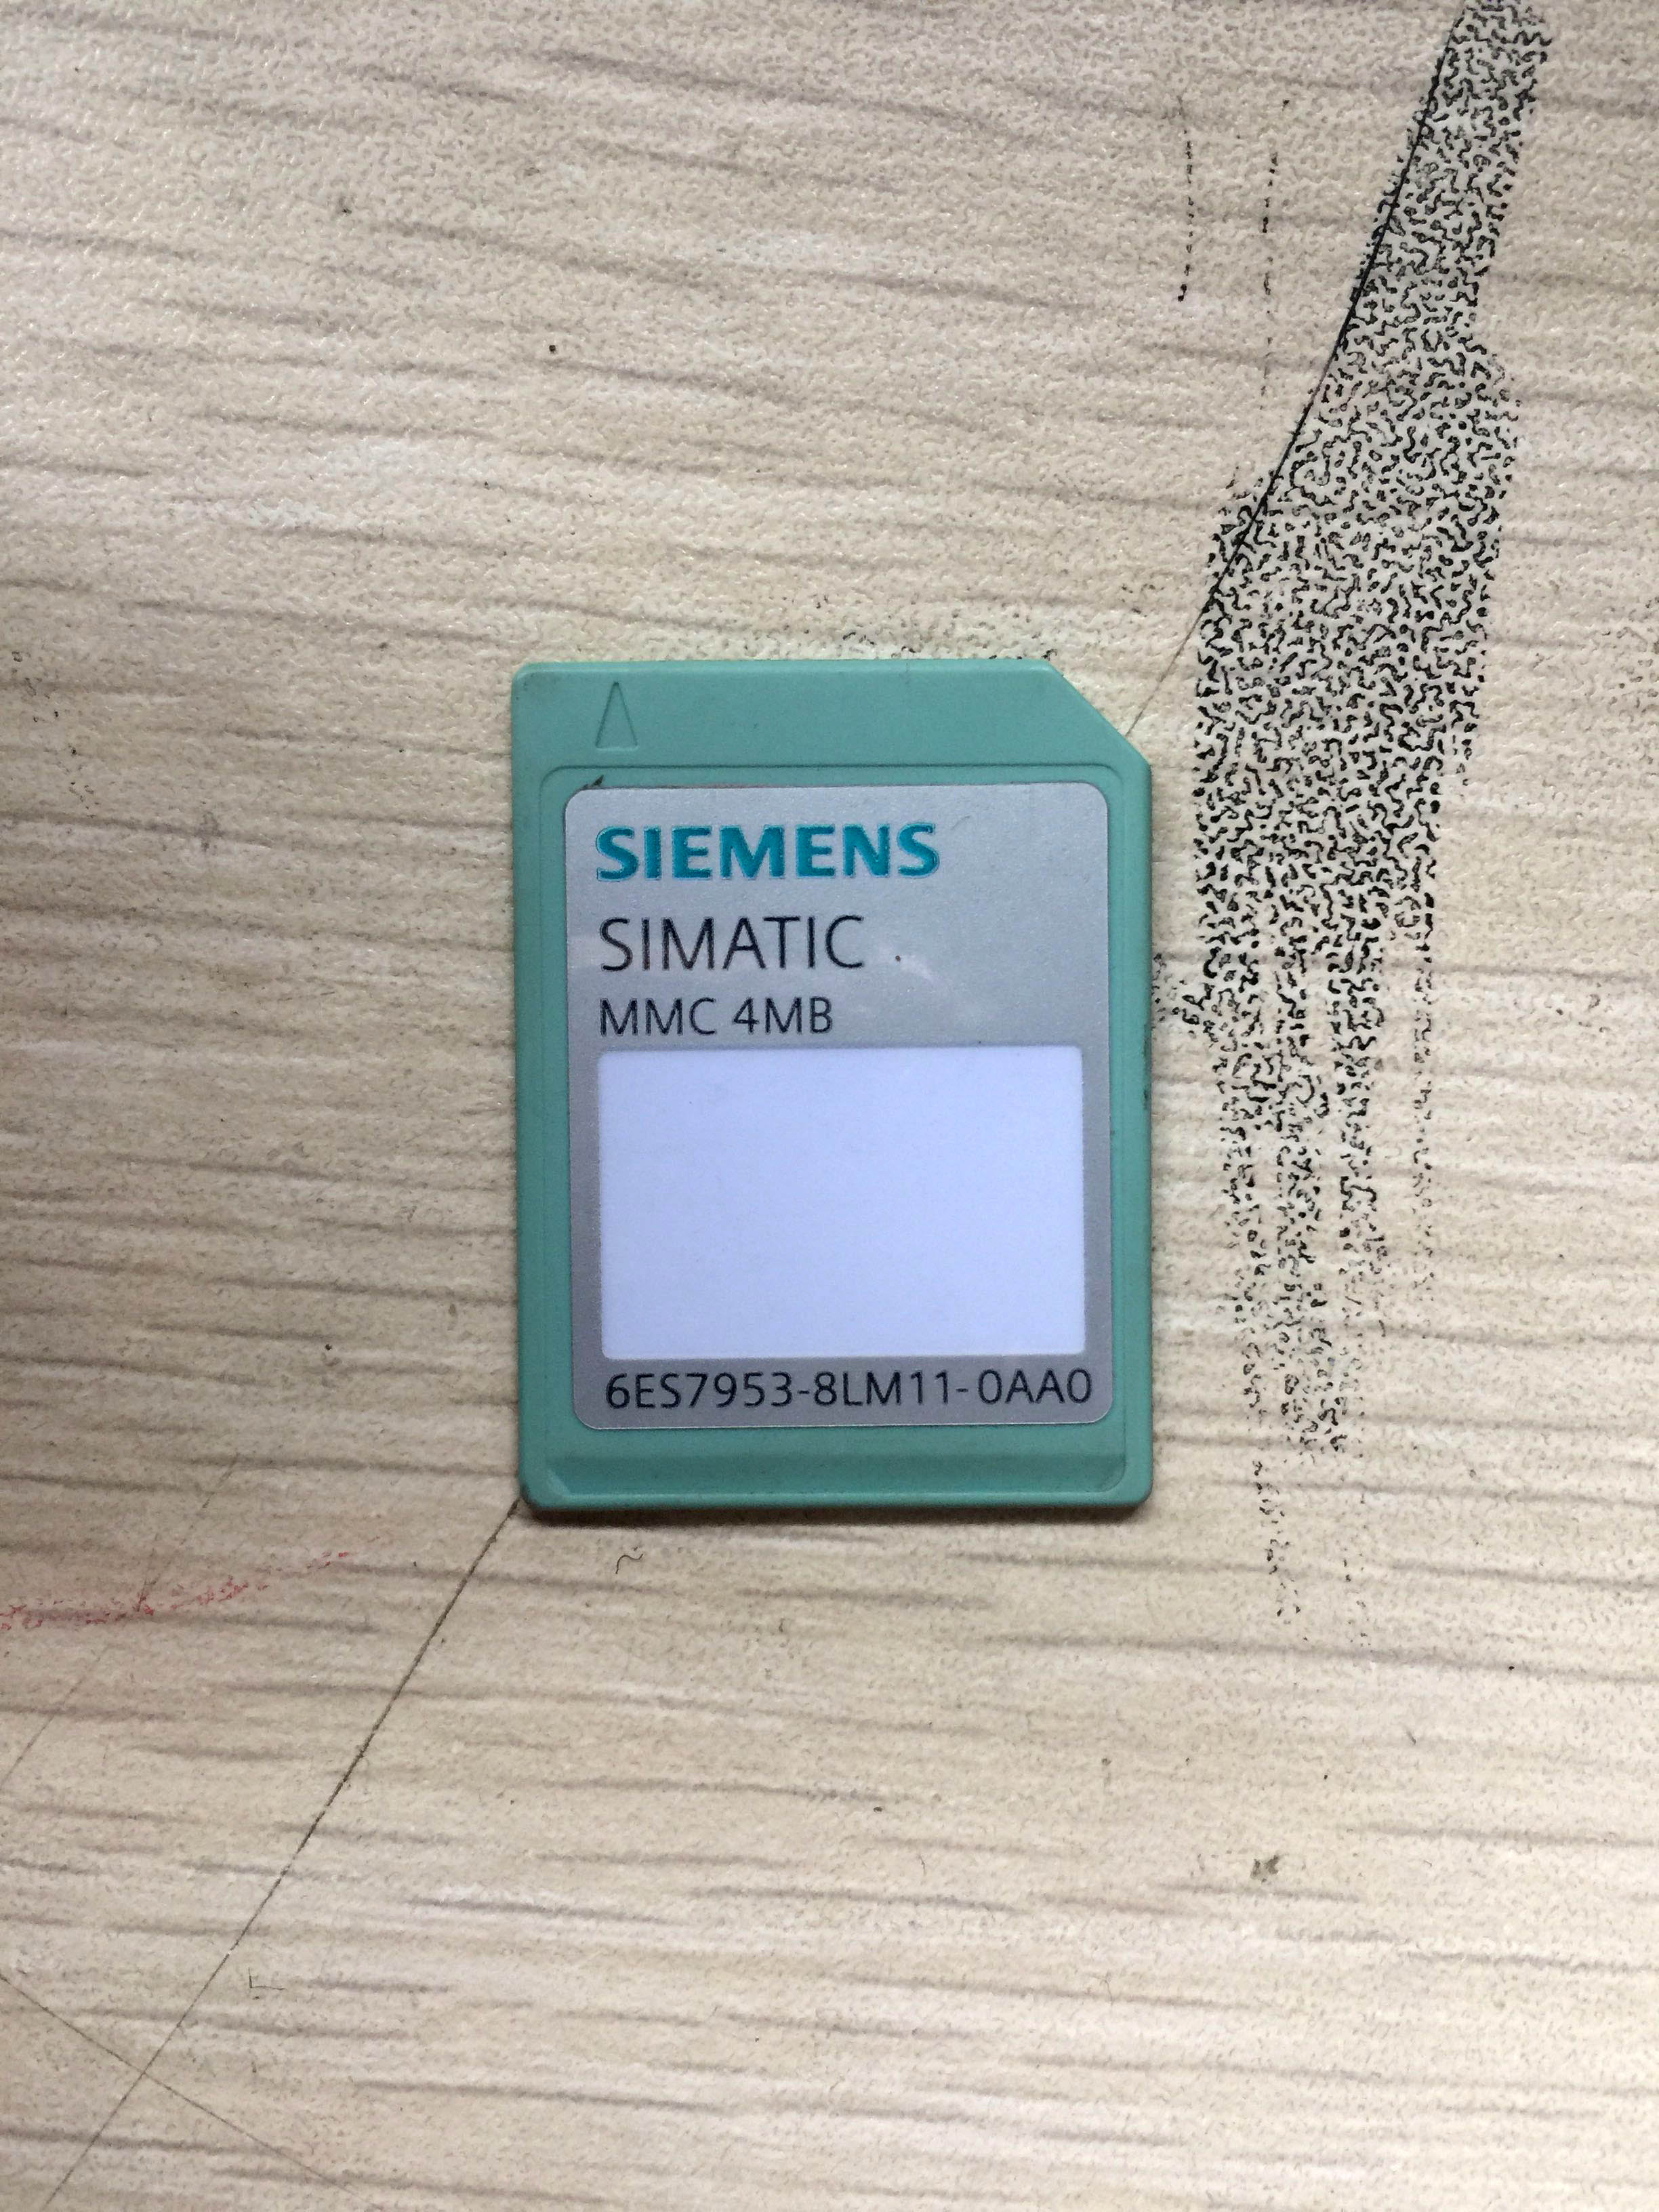 SIEMENS
SIMATIC
MMC 4MB
6ES7953-8LM11-0AA0